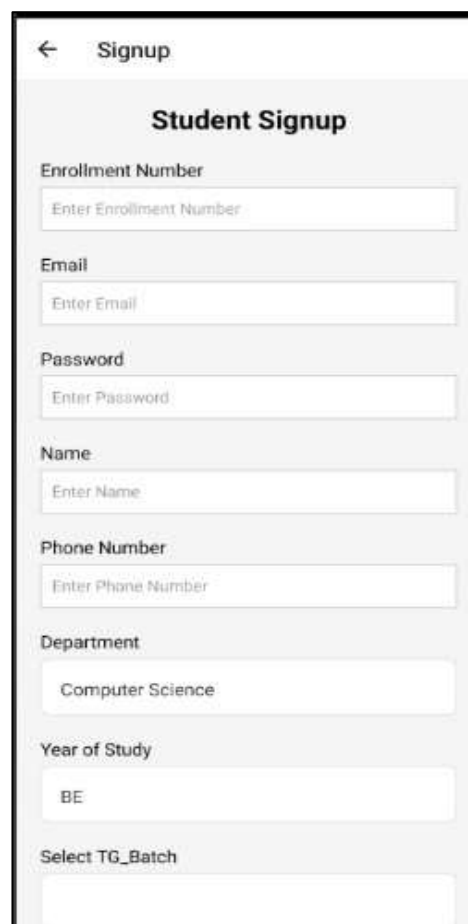 Signup
Student Signup
Enrollment Number
Enter Enrollment Number
Email
Enter Email
Password
Enter Password
Name
Enter Name
Phone Number
Enter Phone Number
Department
Computer Science
Year of Study
BE
Select TG_Batch